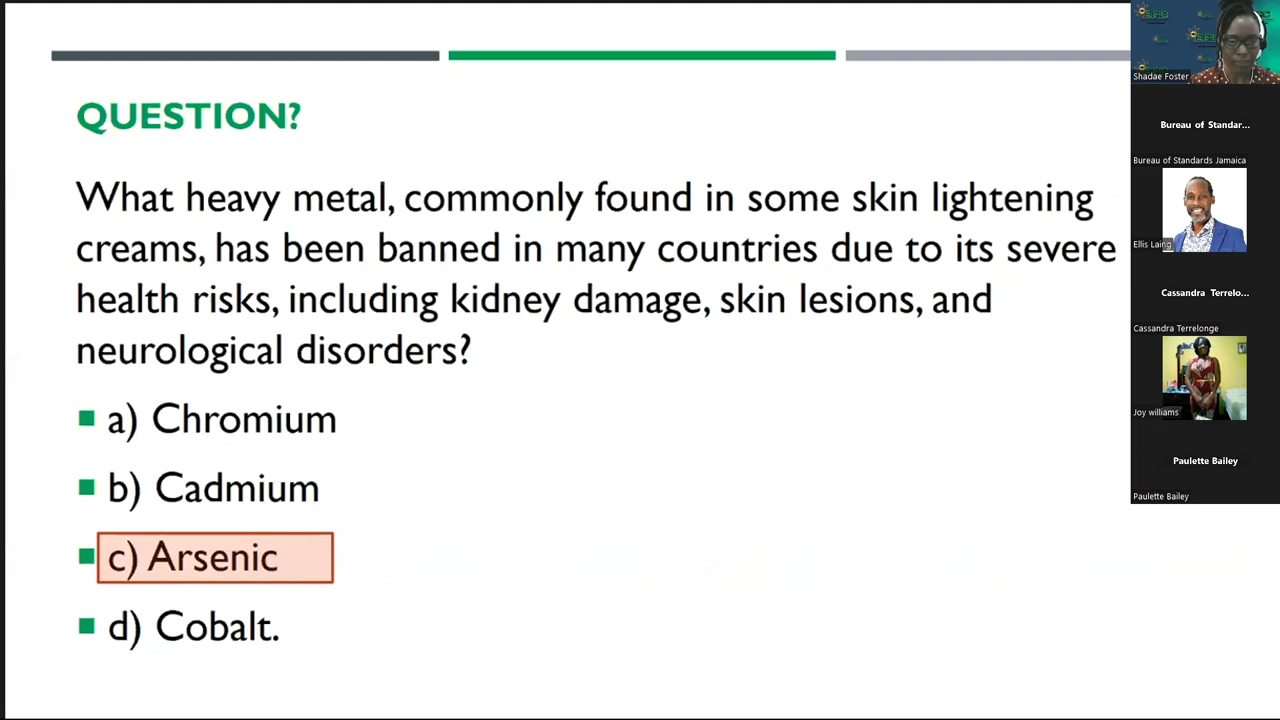 QUESTION?
What heavy metal, commonly found in some skin lightening
creams, has been banned in many countries due to its severe
health risks, including kidney damage, skin lesions, and
neurological disorders?
a) Chromium
b) Cadmium
c) Arsenic
d) Cobalt.
Shadae Foster
Bureau of Standar...
Bureau of Standards Jamaica
Ellis Laing
Cassandra Terrelo...
Cassandra Terrelonge
Joy williams
Paulette Bailey
Paulette Bailey